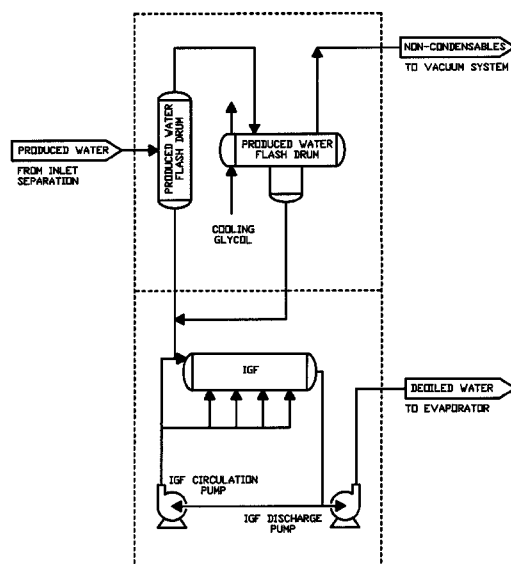 NON-CONDENSABLES
TO VACUUM SYSTEM
PRODUCED WATER
FLASH DRUM
PRODUCED WATER
FLASH DRUM
PRODUCED WATER
FROM INLET
SEPARATION
COOLING
GLYCOL
IGF
DEOILED WATER
TO EVAPORATOR
IGF CIRCULATION
PUMP
IGF DISCHARGE
PUMP